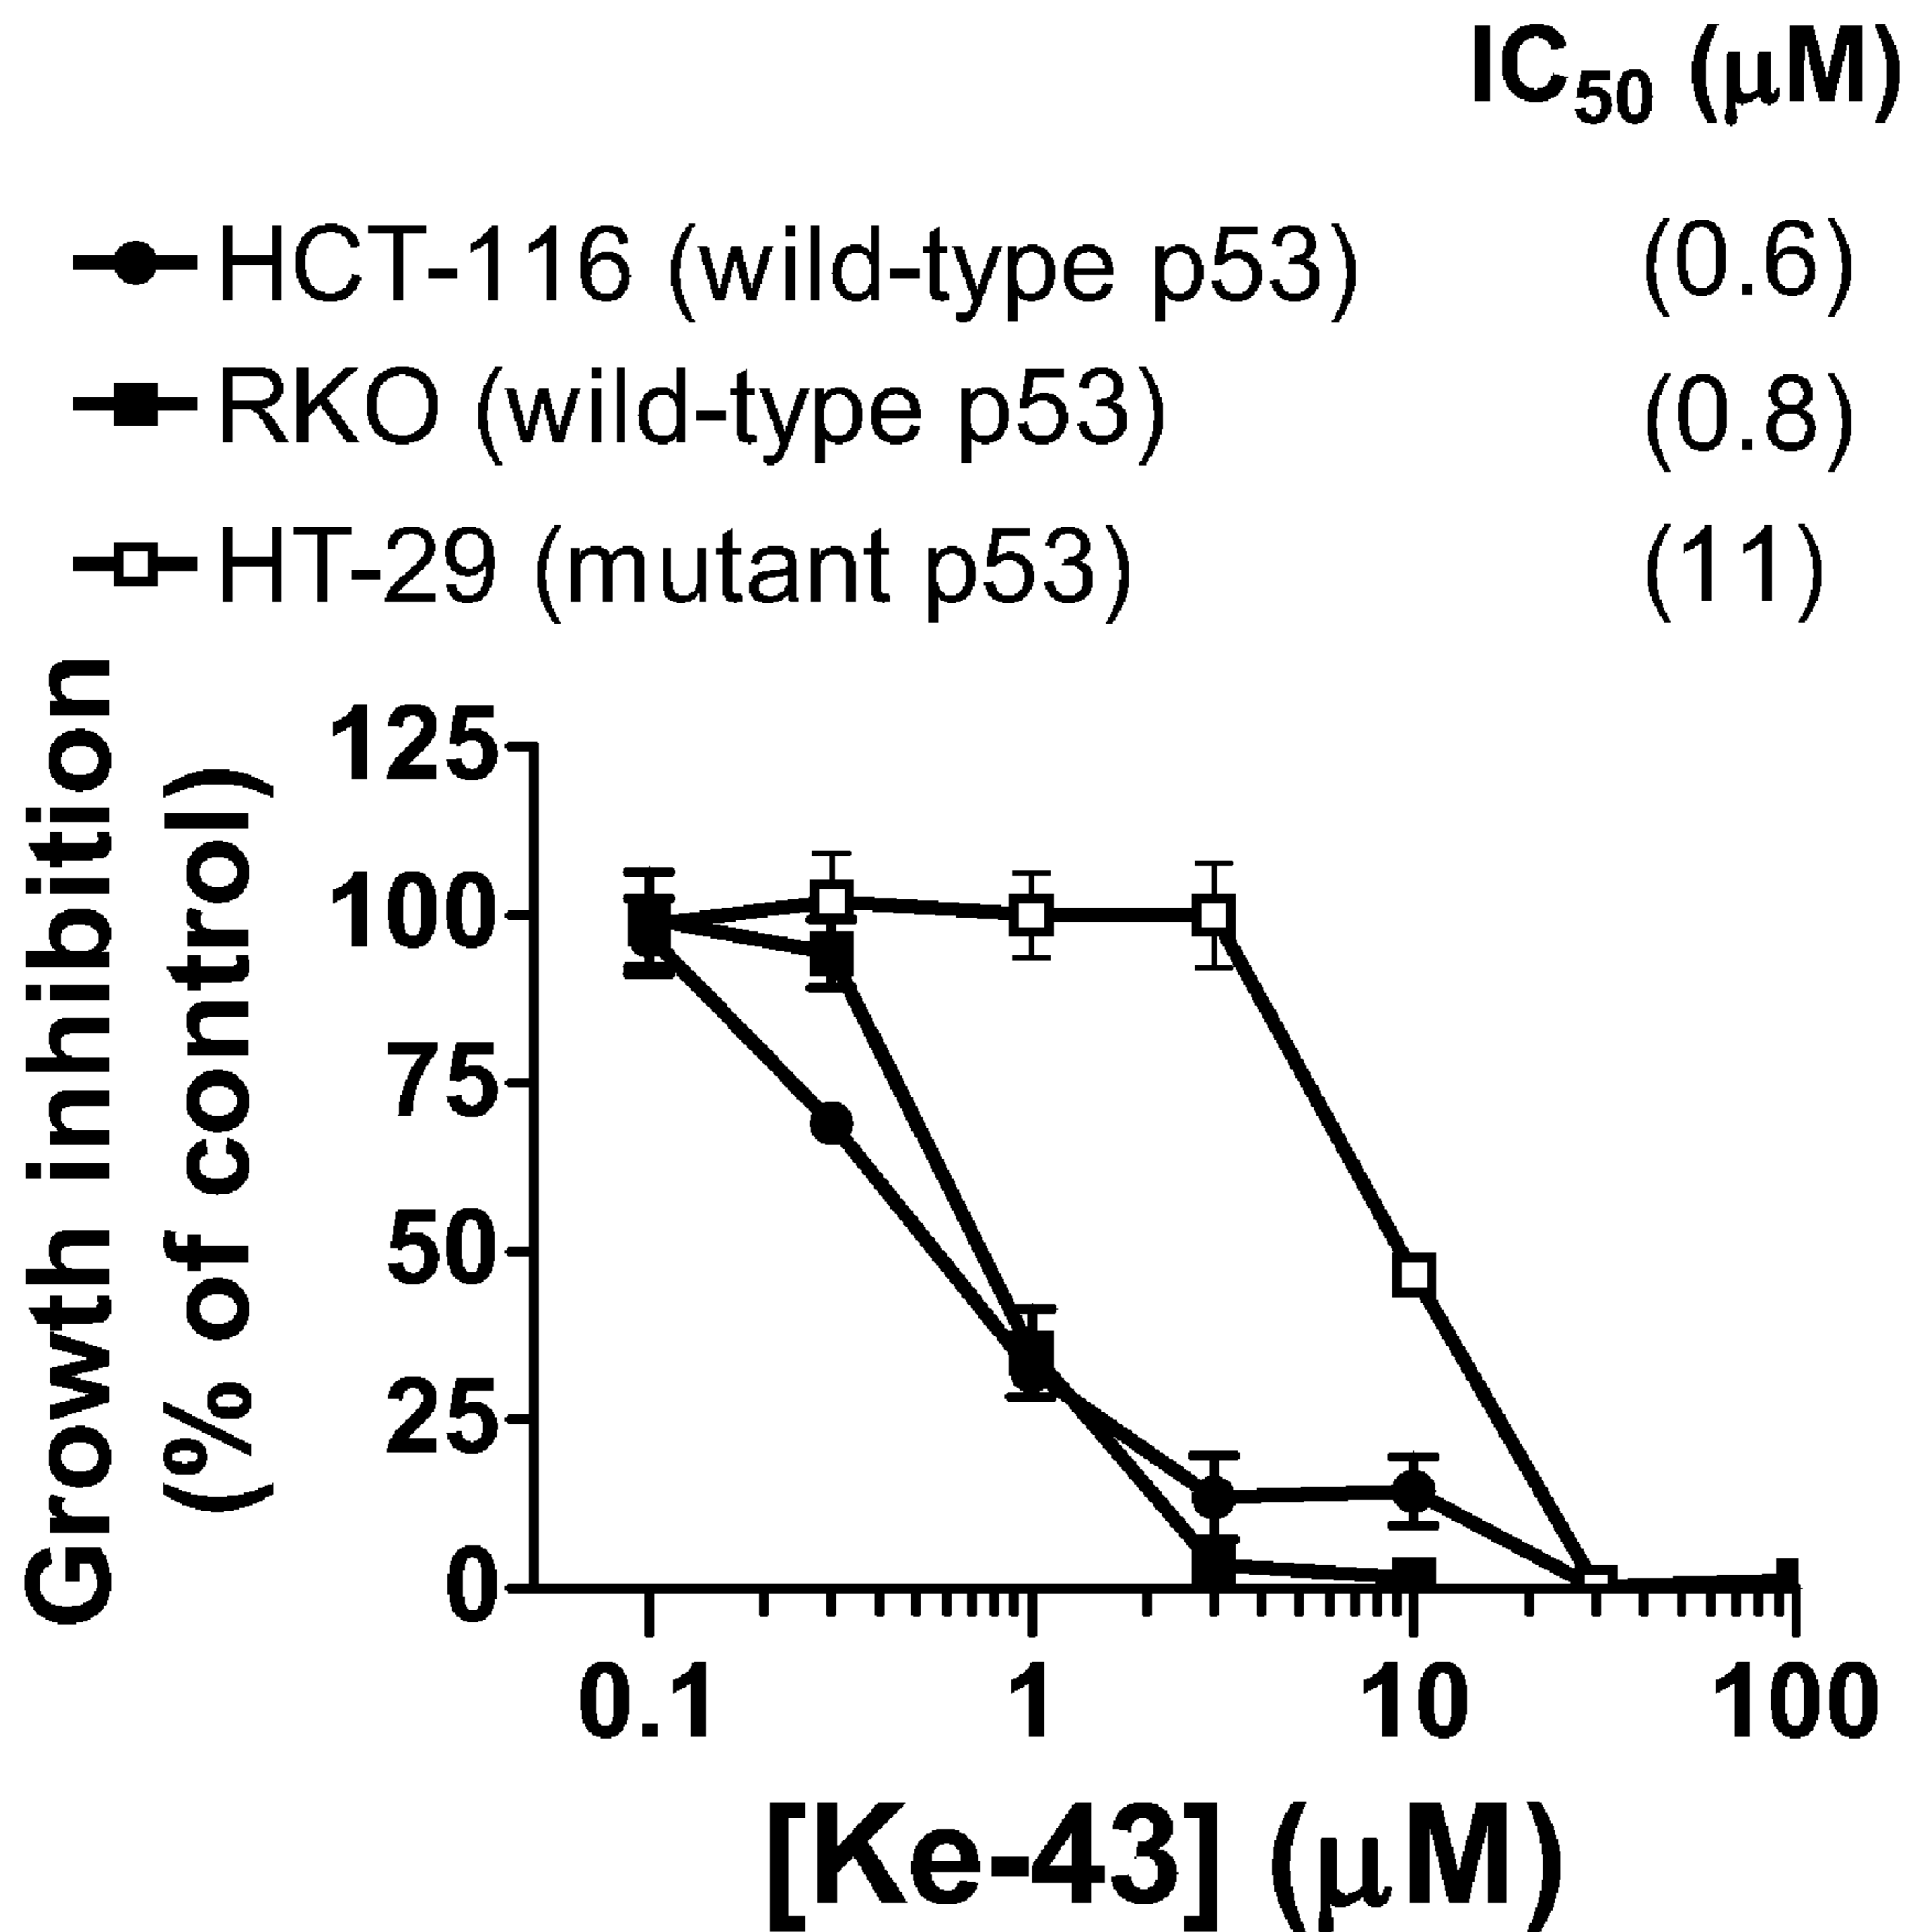 IC50 (μM)
HCT-116 (wild-type p53) (0.6)
RKO (wild-type p53) (0.8)
HT-29 (mutant p53) (11)
Growth inhibition
(% of control)
125
100
75
50
25
0
0.1 1 10 100
[Ke-43] (μM)